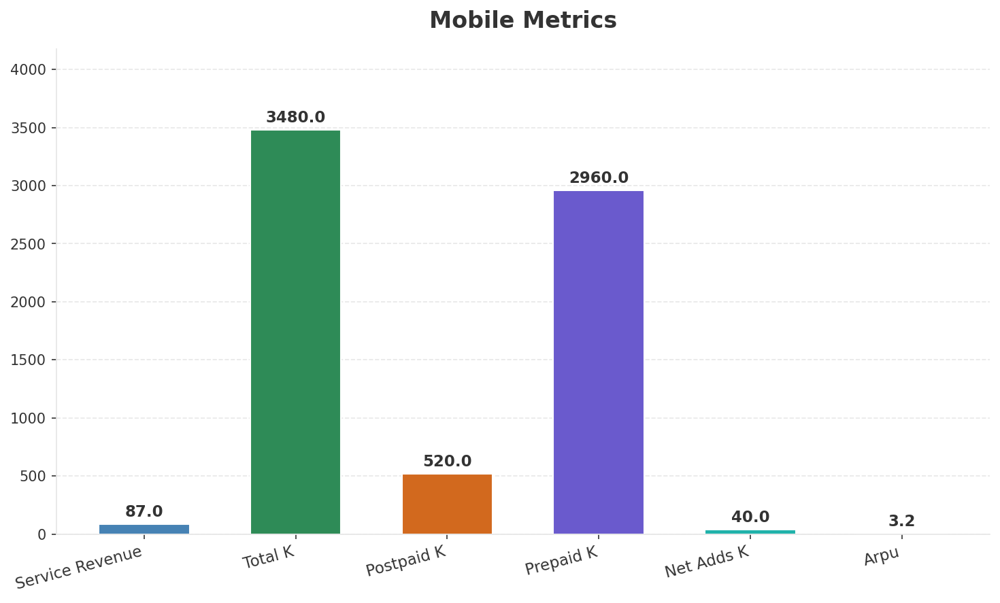 Mobile Metrics
4000
3500
3000
2500
2000
1500
1000
500
0
87.0
3480.0
520.0
2960.0
40.0
3.2
Service Revenue
Total K
Postpaid K
Prepaid K
Net Adds K
Arpu